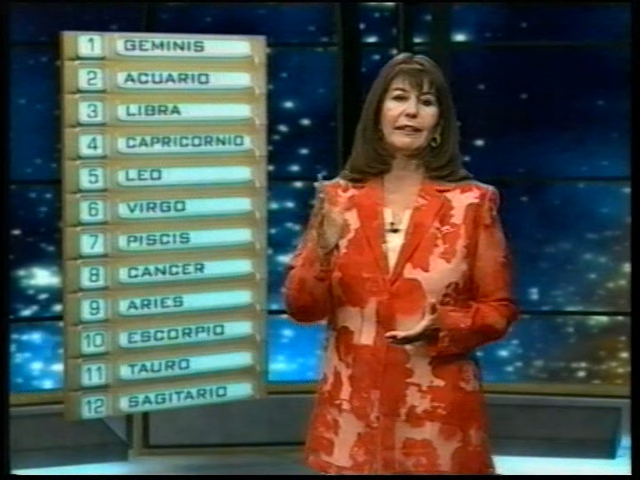 1 GEMINIS
2 ACUARIO
3 LIBRA
4 CAPRICORNIO
5 LEO
6 VIRGO
7 PISCIS
8 CANCER
9 ARIES
10 ESCORPIO
11 TAURO
12 SAGITARIO